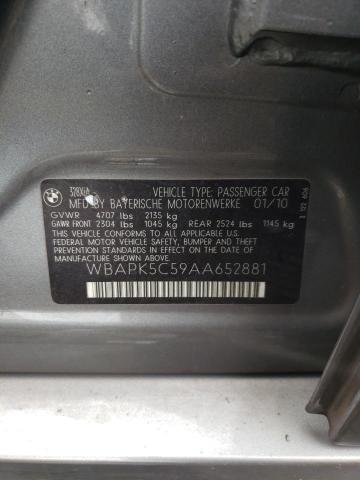 328XiA VEHICLE TYPE: PASSENGER CAR
MFD BY BAYERISCHE MOTORENWERKE 01/10
GVWR 4707 lbs 2135 kg
GAWR FRONT 2304 lbs 1045 kg REAR 2524 lbs 1145 kg
THIS VEHICLE CONFORMS TO ALL APPLICABLE
FEDERAL MOTOR VEHICLE SAFETY, BUMPER AND THEFT
PREVENTION STANDARDS IN EFFECT ON THE DATE OF
MANUFACTURE SHOWN ABOVE.
WBAPK5C59AA652881